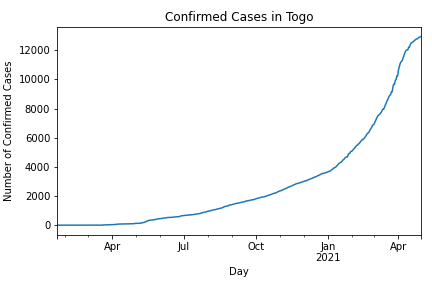 Confirmed Cases in Togo
Number of Confirmed Cases
12000
10000
8000
6000
4000
2000
0
Apr
Jul
Oct
Jan
2021
Apr
Day